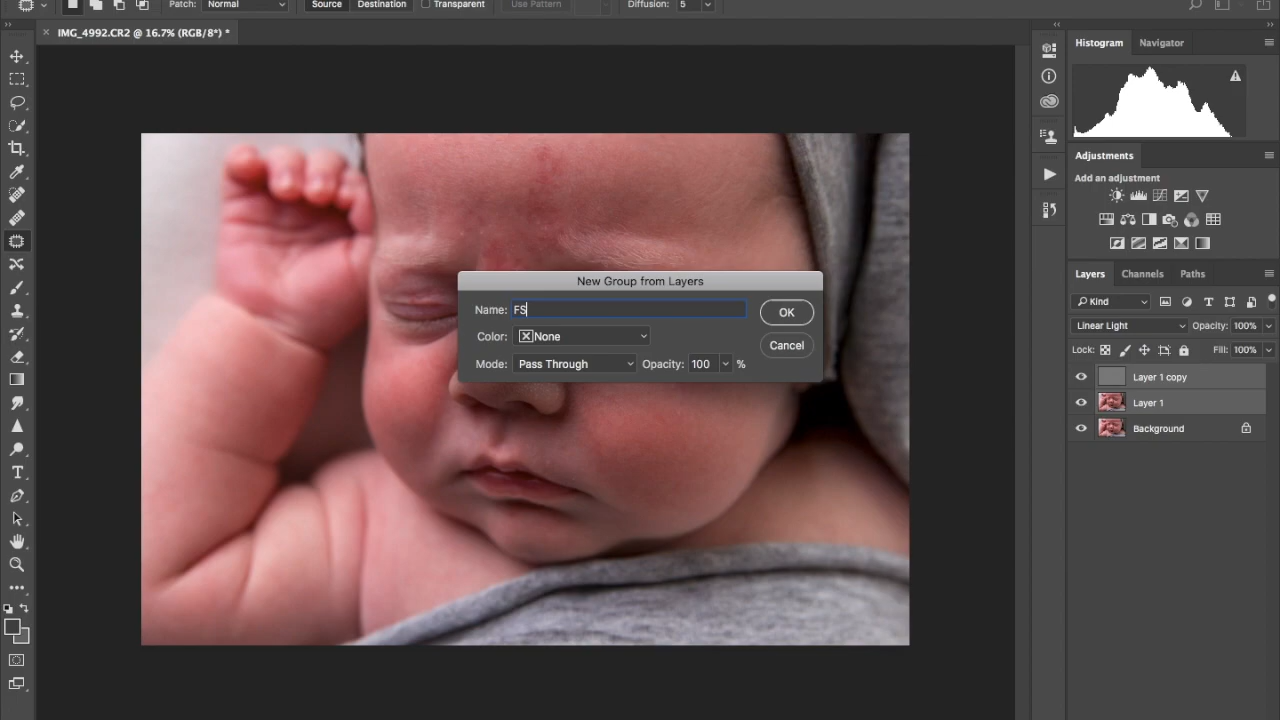 Patch: Normal Source Destination Transparent Use Pattern Diffusion: 5
× IMG_4992.CR2 @ 16.7% (RGB/8*) *
Histogram Navigator
Adjustments
Add an adjustment
Layers Channels Paths
Kind
Linear Light Opacity: 100%
Lock: Fill: 100%
Layer 1 copy
Layer 1
Background
New Group from Layers
Name: FS
OK
Color: None
Cancel
Mode: Pass Through Opacity: 100 %